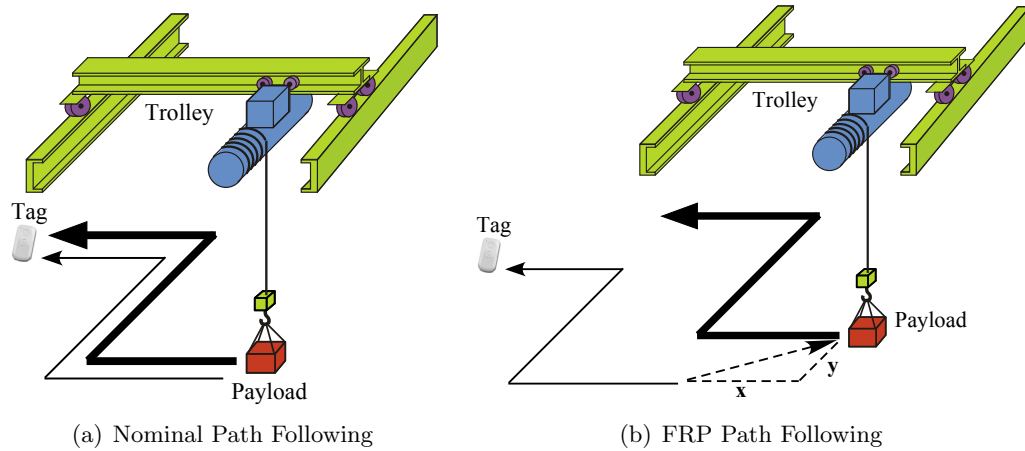 Trolley
Tag
Payload
(a) Nominal Path Following
Trolley
Tag
Payload
x
y
(b) FRP Path Following